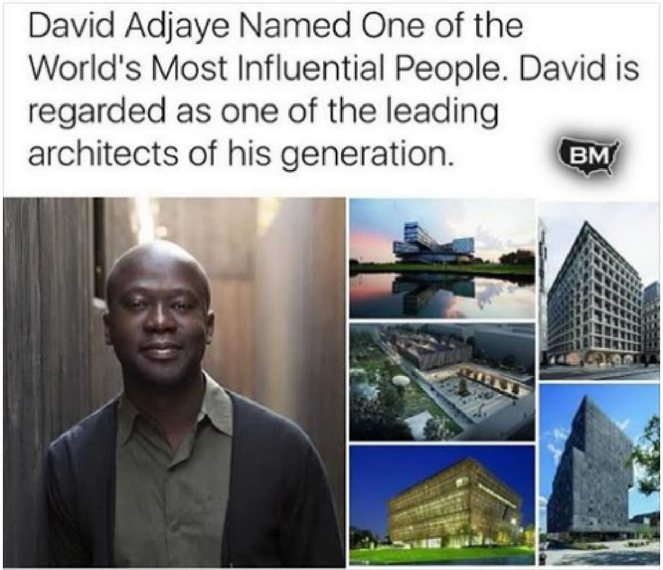 David Adjaye Named One of the
World's Most Influential People. David is
regarded as one of the leading
architects of his generation.
BM